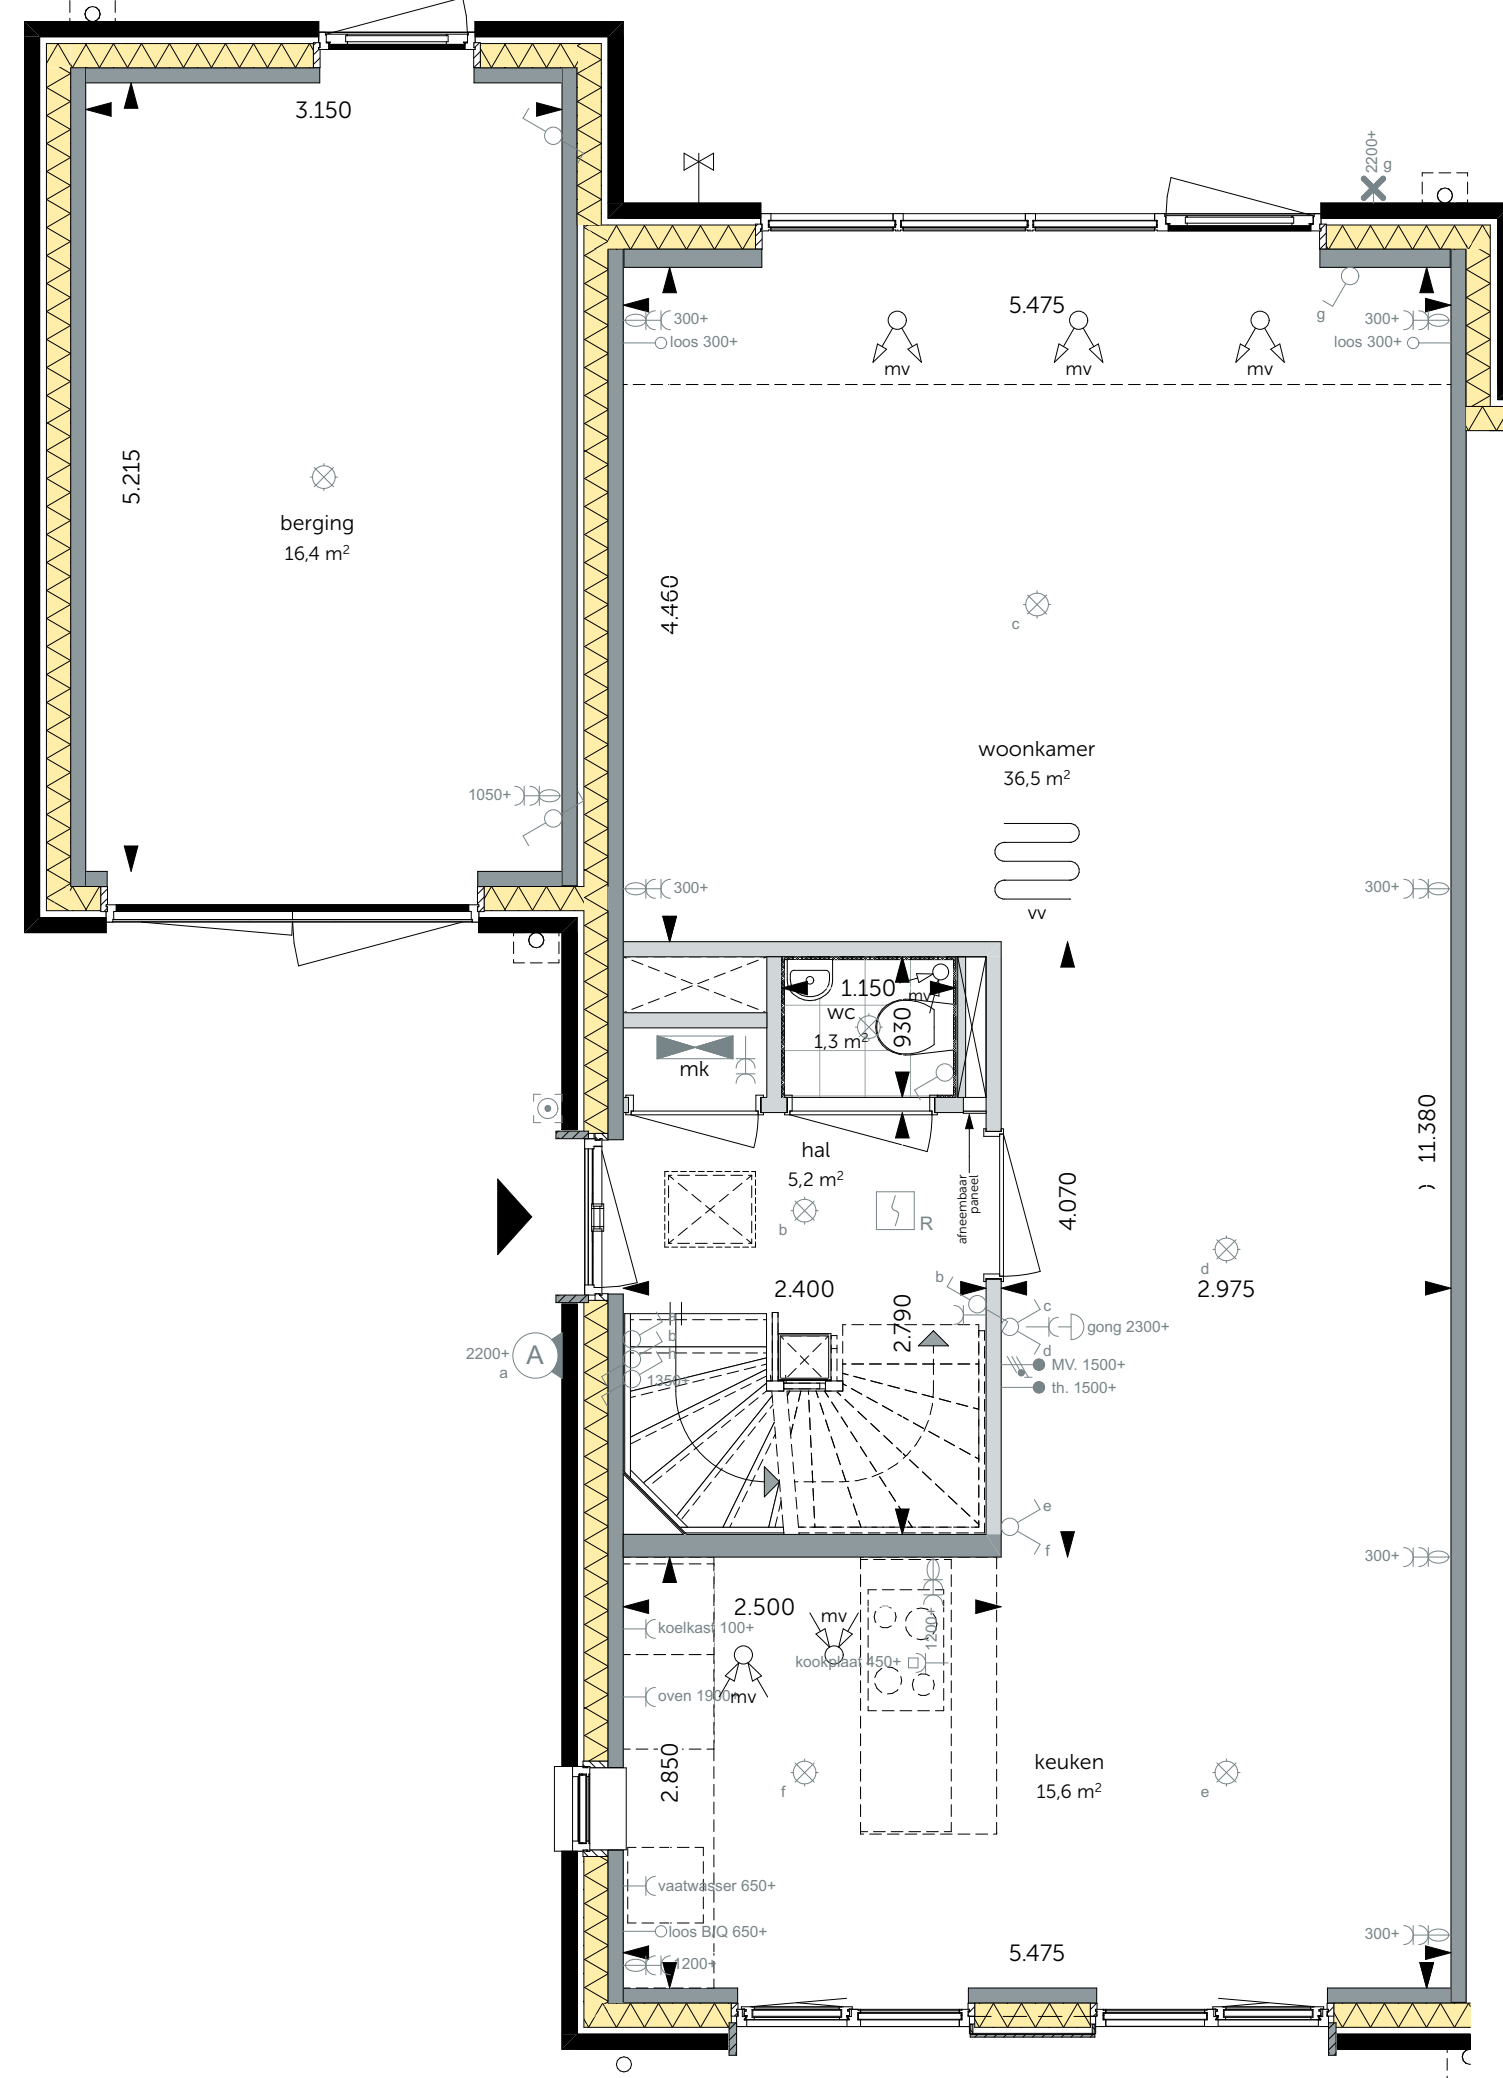 3.150
2200+
g
5.475
g
300+
loos 300+
300+
loos 300+
mv
mv
mv
5.215
berging
16,4 m²
4.460
c
woonkamer
36,5 m²
1050+
vv
300+
300+
1.150
mv
wc
1,3 m²
930
mk
hal
5,2 m²
afneembaar
paneel
4.070
11.380
b
R
d
b
2.400
2.975
2.790
c
gong 2300+
d
MV. 1500+
th. 1500+
2200+
A
a
b
1350+
e
f
300+
2.500
mv
koelkast 100+
1200+
kookplaat 450+
oven 1900+
mv
2.850
keuken
15,6 m²
f
e
vaatwasser 650+
loos B/Q 650+
300+
5.475
1200+